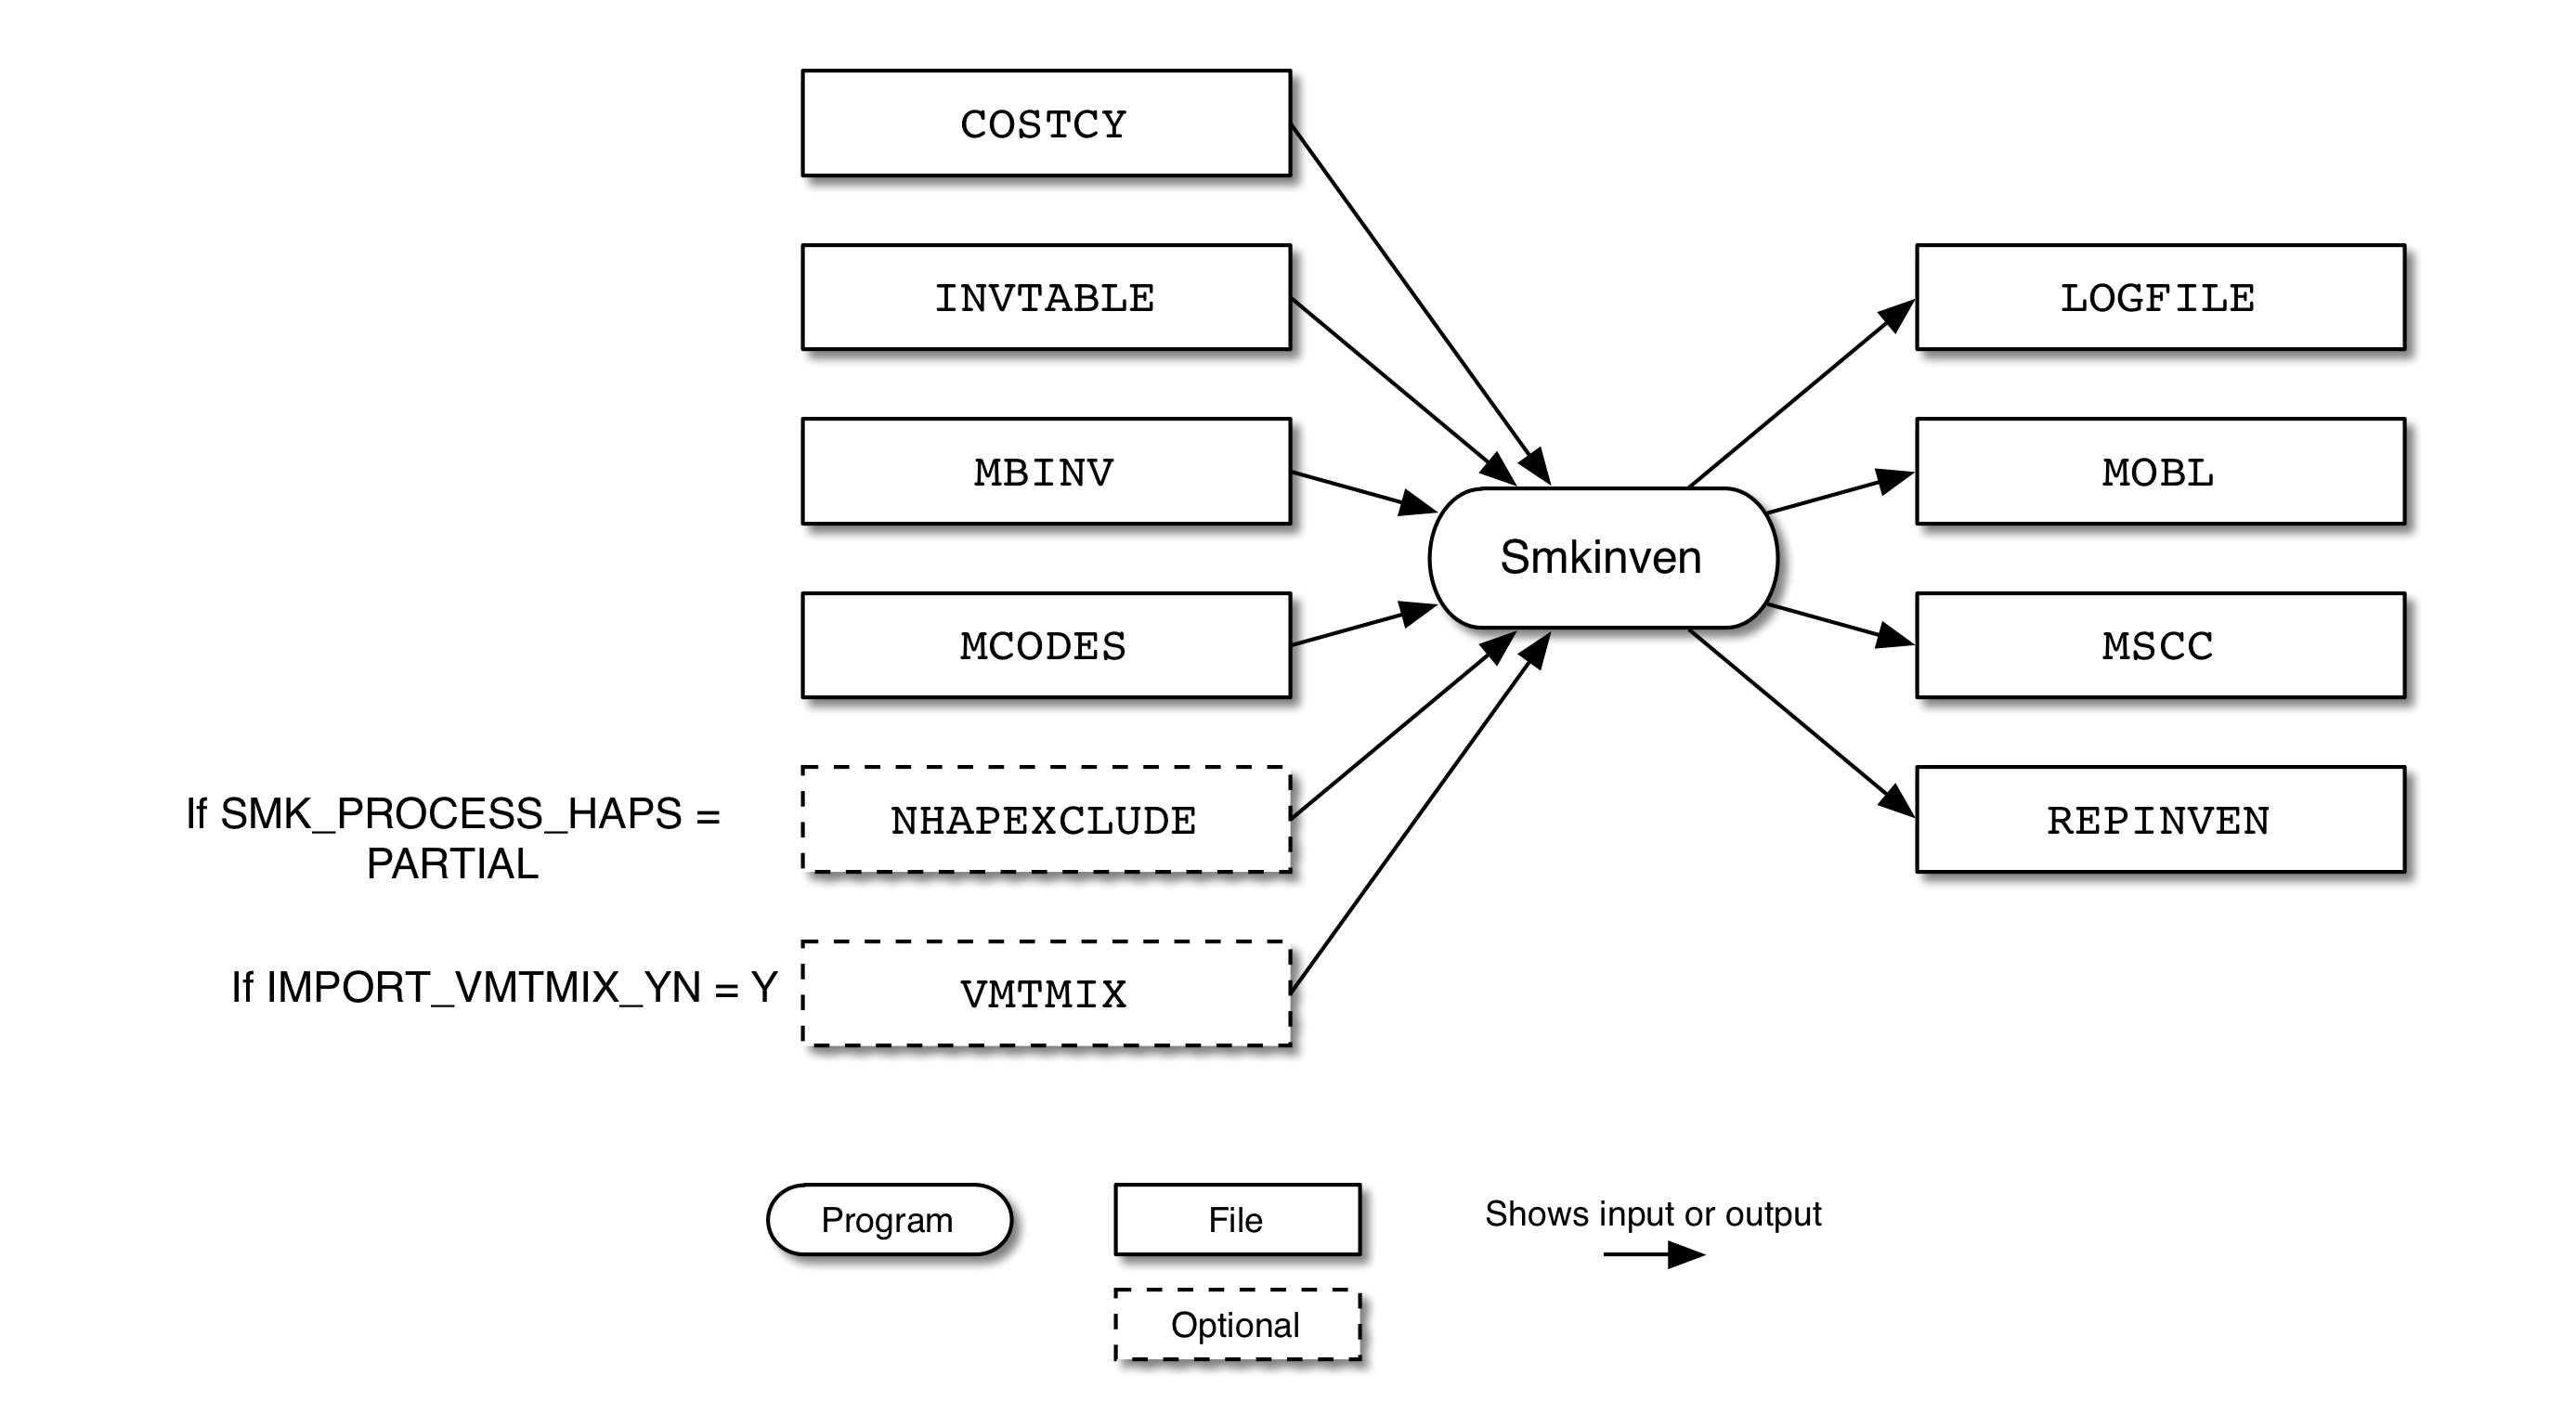 COSTCY
INVTABLE
LOGFILE
MBINV
MOBL
Smkinven
MCODES
MSCC
If SMK_PROCESS_HAPS =
PARTIAL
NHAPEXCLUDE
REPINVEN
If IMPORT_VMTMIX_YN = Y
VMTMIX
Program
File
Shows input or output
Optional